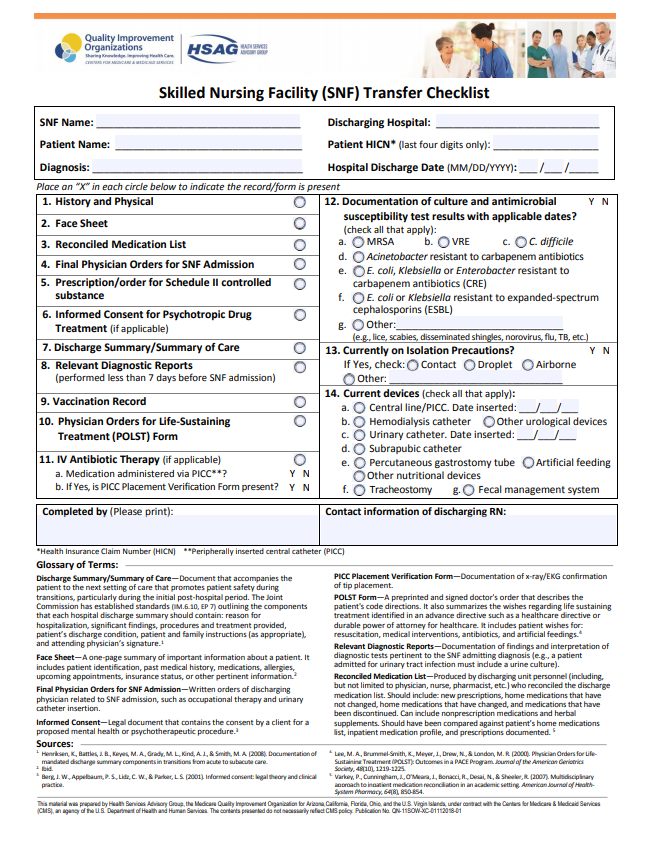 Quality Improvement
Organizations
Sharing Knowledge. Improving Health Care.
CENTERS FOR MEDICARE & MEDICAID SERVICES
HSAG HEALTH SERVICES
ADVISORY GROUP
Skilled Nursing Facility (SNF) Transfer Checklist
SNF Name:
Discharging Hospital:
Patient Name:
Patient HICN* (last four digits only):
Diagnosis:
Hospital Discharge Date (MM/DD/YYYY): ___ /___/_____
Place an "X" in each circle below to indicate the record/form is present
1. History and Physical
2. Face Sheet
3. Reconciled Medication List
4. Final Physician Orders for SNF Admission
5. Prescription/order for Schedule II controlled
substance
6. Informed Consent for Psychotropic Drug
Treatment (if applicable)
7. Discharge Summary/Summary of Care
8. Relevant Diagnostic Reports
(performed less than 7 days before SNF admission)
9. Vaccination Record
10. Physician Orders for Life-Sustaining
Treatment (POLST) Form
11. IV Antibiotic Therapy (if applicable)
a. Medication administered via PICC**? Y N
b. If Yes, is PICC Placement Verification Form present? Y N
12. Documentation of culture and antimicrobial Y N
susceptibility test results with applicable dates?
(check all that apply):
a. MRSA b. VRE c. C. difficile
d. Acinetobacter resistant to carbapenem antibiotics
e. E. coli, Klebsiella or Enterobacter resistant to
carbapenem antibiotics (CRE)
f. E. coli or Klebsiella resistant to expanded-spectrum
cephalosporins (ESBL)
g. Other:
(e.g., lice, scabies, disseminated shingles, norovirus, flu, TB, etc.)
13. Currently on Isolation Precautions? Y N
If Yes, check: Contact Droplet Airborne
Other:
14. Current devices (check all that apply):
a. Central line/PICC. Date inserted: ___/___/___
b. Hemodialysis catheter Other urological devices
c. Urinary catheter. Date inserted: ___/___/___
d. Subrapubic catheter
e. Percutaneous gastrostomy tube Artificial feeding
Other nutritional devices
f. Tracheostomy g. Fecal management system
Completed by (Please print):
Contact information of discharging RN:
*Health Insurance Claim Number (HICN) **Peripherally inserted central catheter (PICC)
Glossary of Terms:
Discharge Summary/Summary of Care—Document that accompanies the
patient to the next setting of care that promotes patient safety during
transitions, particularly during the initial post-hospital period. The Joint
Commission has established standards (IM.6.10, EP 7) outlining the components
that each hospital discharge summary should contain: reason for
hospitalization, significant findings, procedures and treatment provided,
patient's discharge condition, patient and family instructions (as appropriate),
and attending physician's signature.1
Face Sheet—A one-page summary of important information about a patient. It
includes patient identification, past medical history, medications, allergies,
upcoming appointments, insurance status, or other pertinent information.2
Final Physician Orders for SNF Admission—Written orders of discharging
physician related to SNF admission, such as occupational therapy and urinary
catheter insertion.
Informed Consent—Legal document that contains the consent by a client for a
proposed mental health or psychotherapy procedure.3
PICC Placement Verification Form—Documentation of x-ray/EKG confirmation
of tip placement.
POLST Form—A preprinted and signed doctor's order that describes the
patient's code directions. It also summarizes the wishes regarding life sustaining
treatment identified in an advance directive such as a healthcare directive or
durable power of attorney for healthcare. It includes patient wishes for:
resuscitation, medical interventions, antibiotics, and artificial feedings.4
Relevant Diagnostic Reports—Documentation of findings and interpretation of
diagnostic tests pertinent to the SNF admitting diagnosis (e.g., a patient
admitted for urinary tract infection must include a urine culture).
Reconciled Medication List—Produced by discharging unit personnel (including,
but not limited to physician, nurse, pharmacist, etc.) who reconciled the discharge
medication list. Should include: new prescriptions, home medications that have
not changed, home medications that have changed, and medications that have
been discontinued. Can include nonprescription medications and herbal
supplements. Should have been compared against patient's home medications
list, inpatient medication profile, and prescriptions documented. 5
Sources:
1. Henriksen, K., Battles, J. B., Keyes, M. A., Grady, M. L., Kind, A. J., & Smith, M. A. (2008). Documentation of
mandated discharge summary components in transitions from acute to subacute care.
2. Ibid.
3. Berg, J. W., Appelbaum, P. S., Lidz, C. W., & Parker, L. S. (2001). Informed consent: legal theory and clinical
practice.
4. Lee, M. A., Brummel-Smith, K., Meyer, J., Drew, N., & London, M. R. (2000). Physician Orders for Life-
Sustaining Treatment (POLST): Outcomes in a PACE Program. Journal of the American Geriatrics
Society, 48(10), 1219-1225.
5. Varkey, P., Cunningham, J., O'Meara, J., Bonacci, R., Desai, N., & Sheeler, R. (2007). Multidisciplinary
approach to inpatient medication reconciliation in an academic setting. American Journal of Health-
System Pharmacy, 64(8), 850-854.
This material was prepared by Health Services Advisory Group, the Medicare Quality Improvement Organization for Arizona,California, Florida, Ohio, and the U.S. Virgin Islands, under contract with the Centers for Medicare & Medicaid Services
(CMS), an agency of the U.S. Department of Health and Human Services. The contents presented do not necessarily reflect CMS policy. Publication No. QN-11SOW-XC-01112018-01